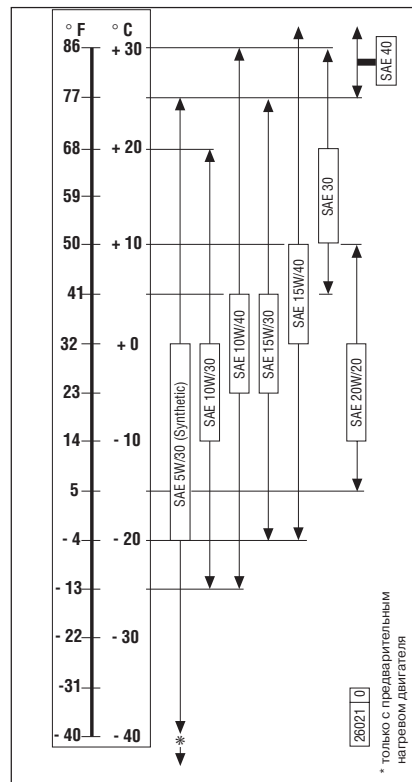 ° F ° C
86 + 30
77
68 + 20
59
50 + 10
41
32 + 0
23
14 - 10
5
- 4 - 20
- 13
- 22 - 30
-31
- 40 - 40
SAE 5W/30 (Synthetic)
SAE 10W/30
SAE 10W/40
SAE 15W/30
SAE 15W/40
SAE 30
SAE 20W/20
SAE 40
*
26021 0
* только с предварительным
нагревом двигателя